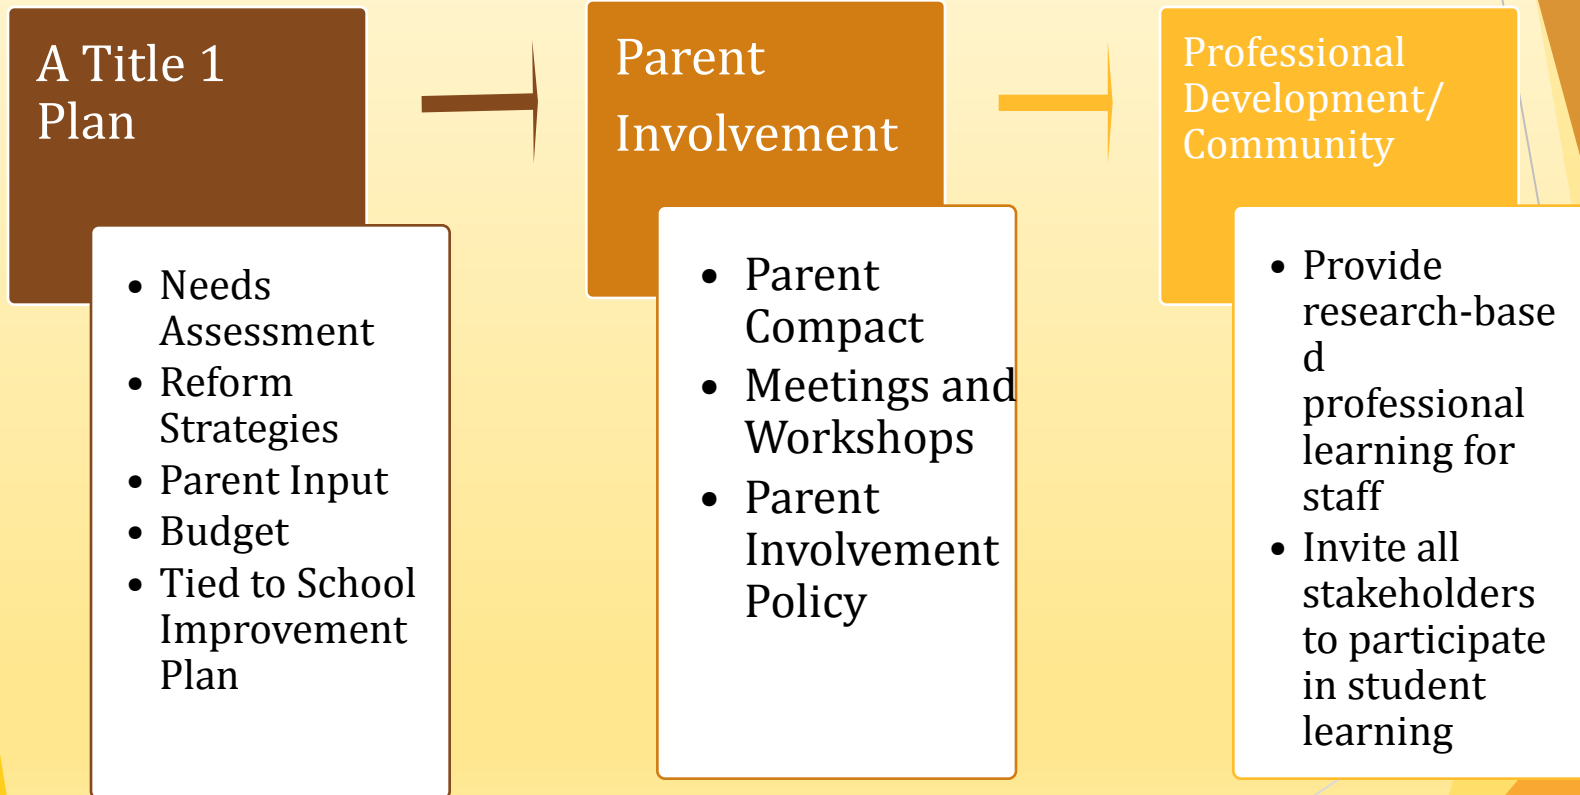 A Title 1
Plan
• Needs
Assessment
• Reform
Strategies
• Parent Input
• Budget
• Tied to School
Improvement
Plan
Parent
Involvement
• Parent
Compact
• Meetings and
Workshops
• Parent
Involvement
Policy
Professional
Development/
Community
• Provide
research-base
d
professional
learning for
staff
• Invite all
stakeholders
to participate
in student
learning